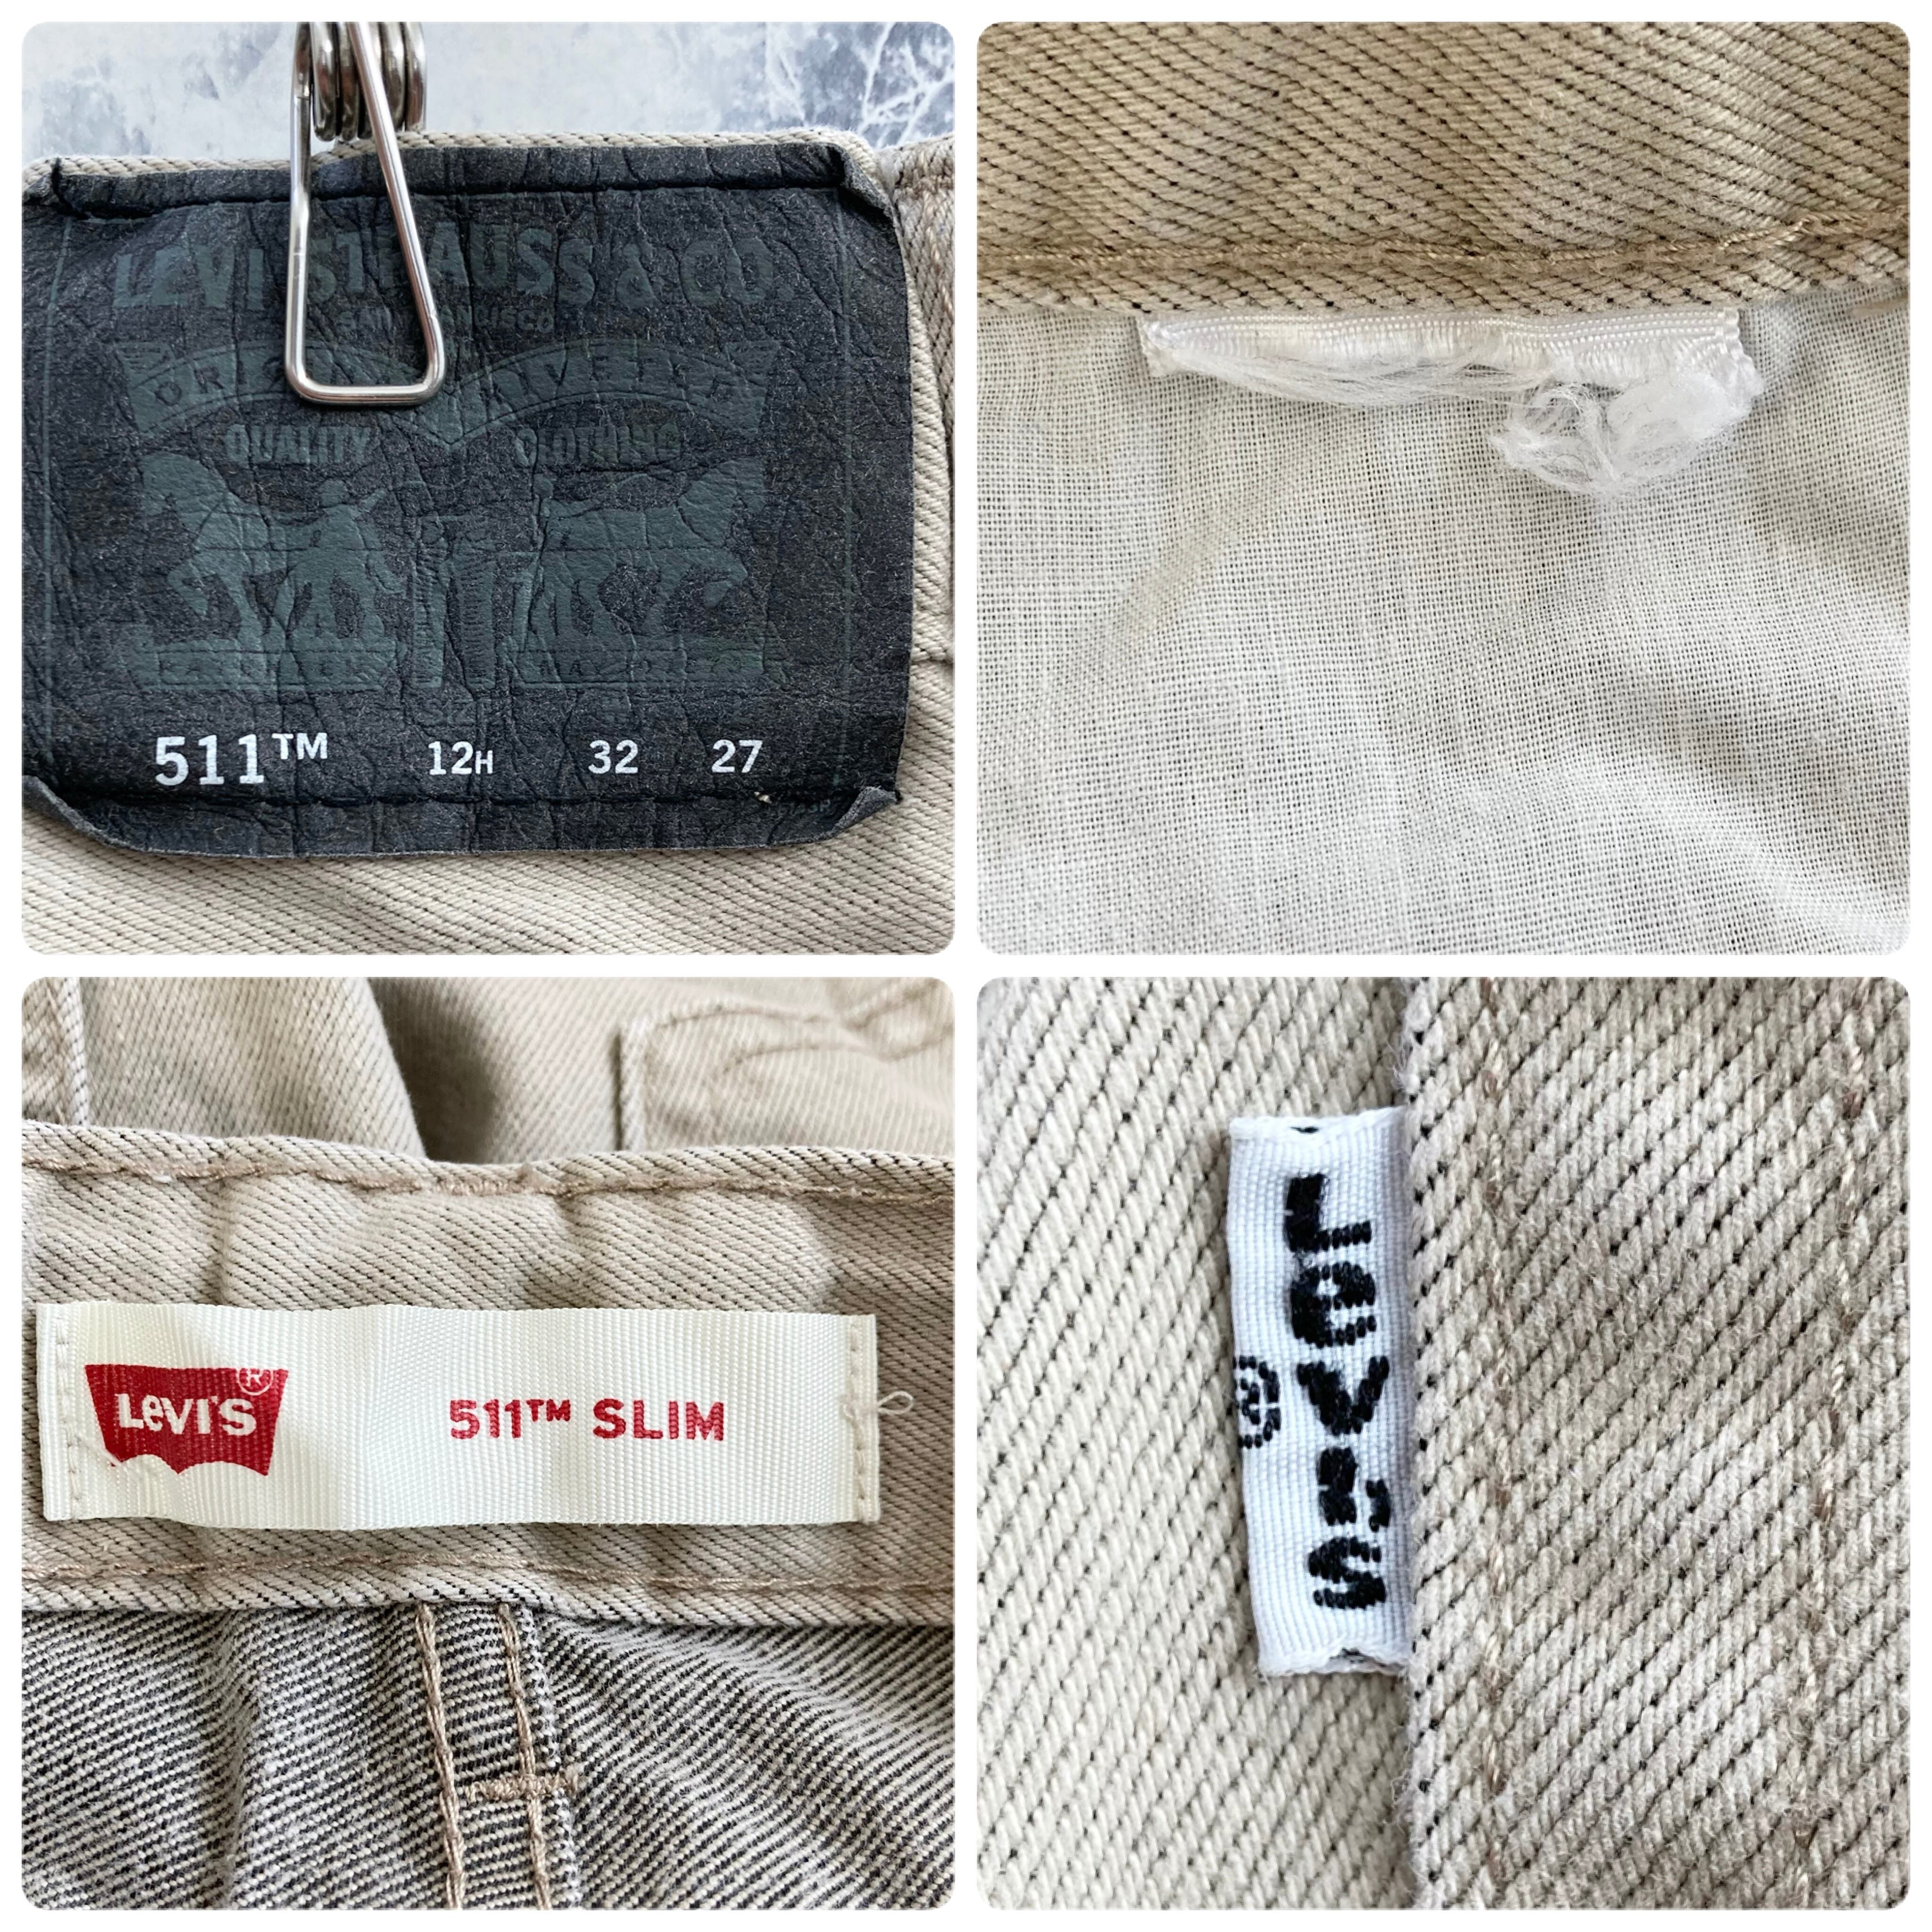 LEVI STRAUSS & CO.
QUALITY CLOTHING
511™ 12H 32 27
LEVI'S ®
511™ SLIM
LeVI'S
®